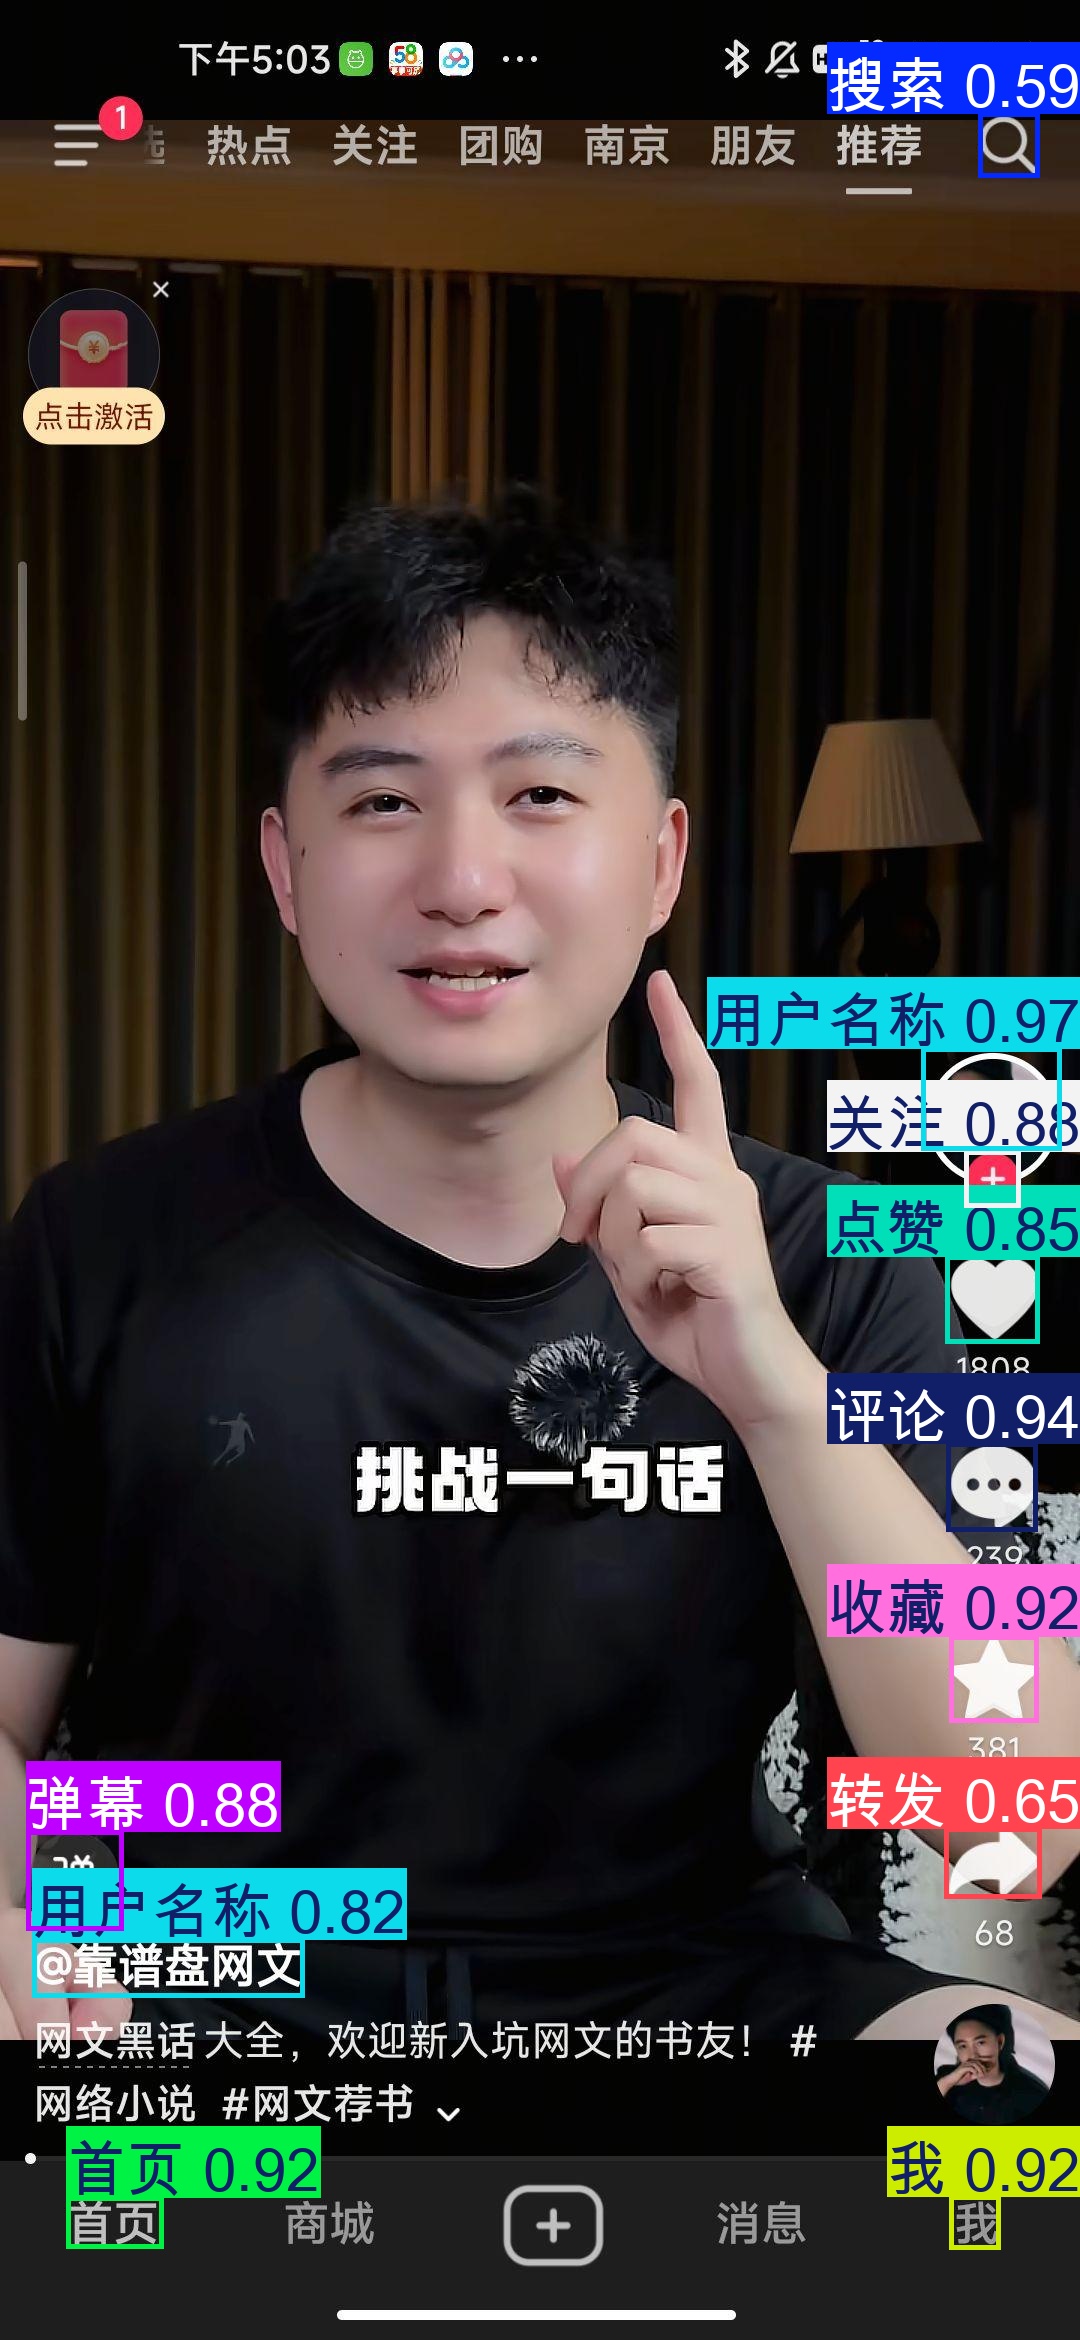 下午5:03
58
搜索 0.59
1
热点 关注 团购 南京 朋友 推荐
点击激活
用户名称 0.97
关注 0.88
点赞 0.85
1808
评论 0.94
挑战一句话
239
收藏 0.92
381
转发 0.65
弹幕 0.88
用户名称 0.82
68
@靠谱盘网文
网文黑话大全，欢迎新入坑网文的书友！ #
网络小说 #网文荐书
首页 0.92
我 0.92
首页 商城 消息 我